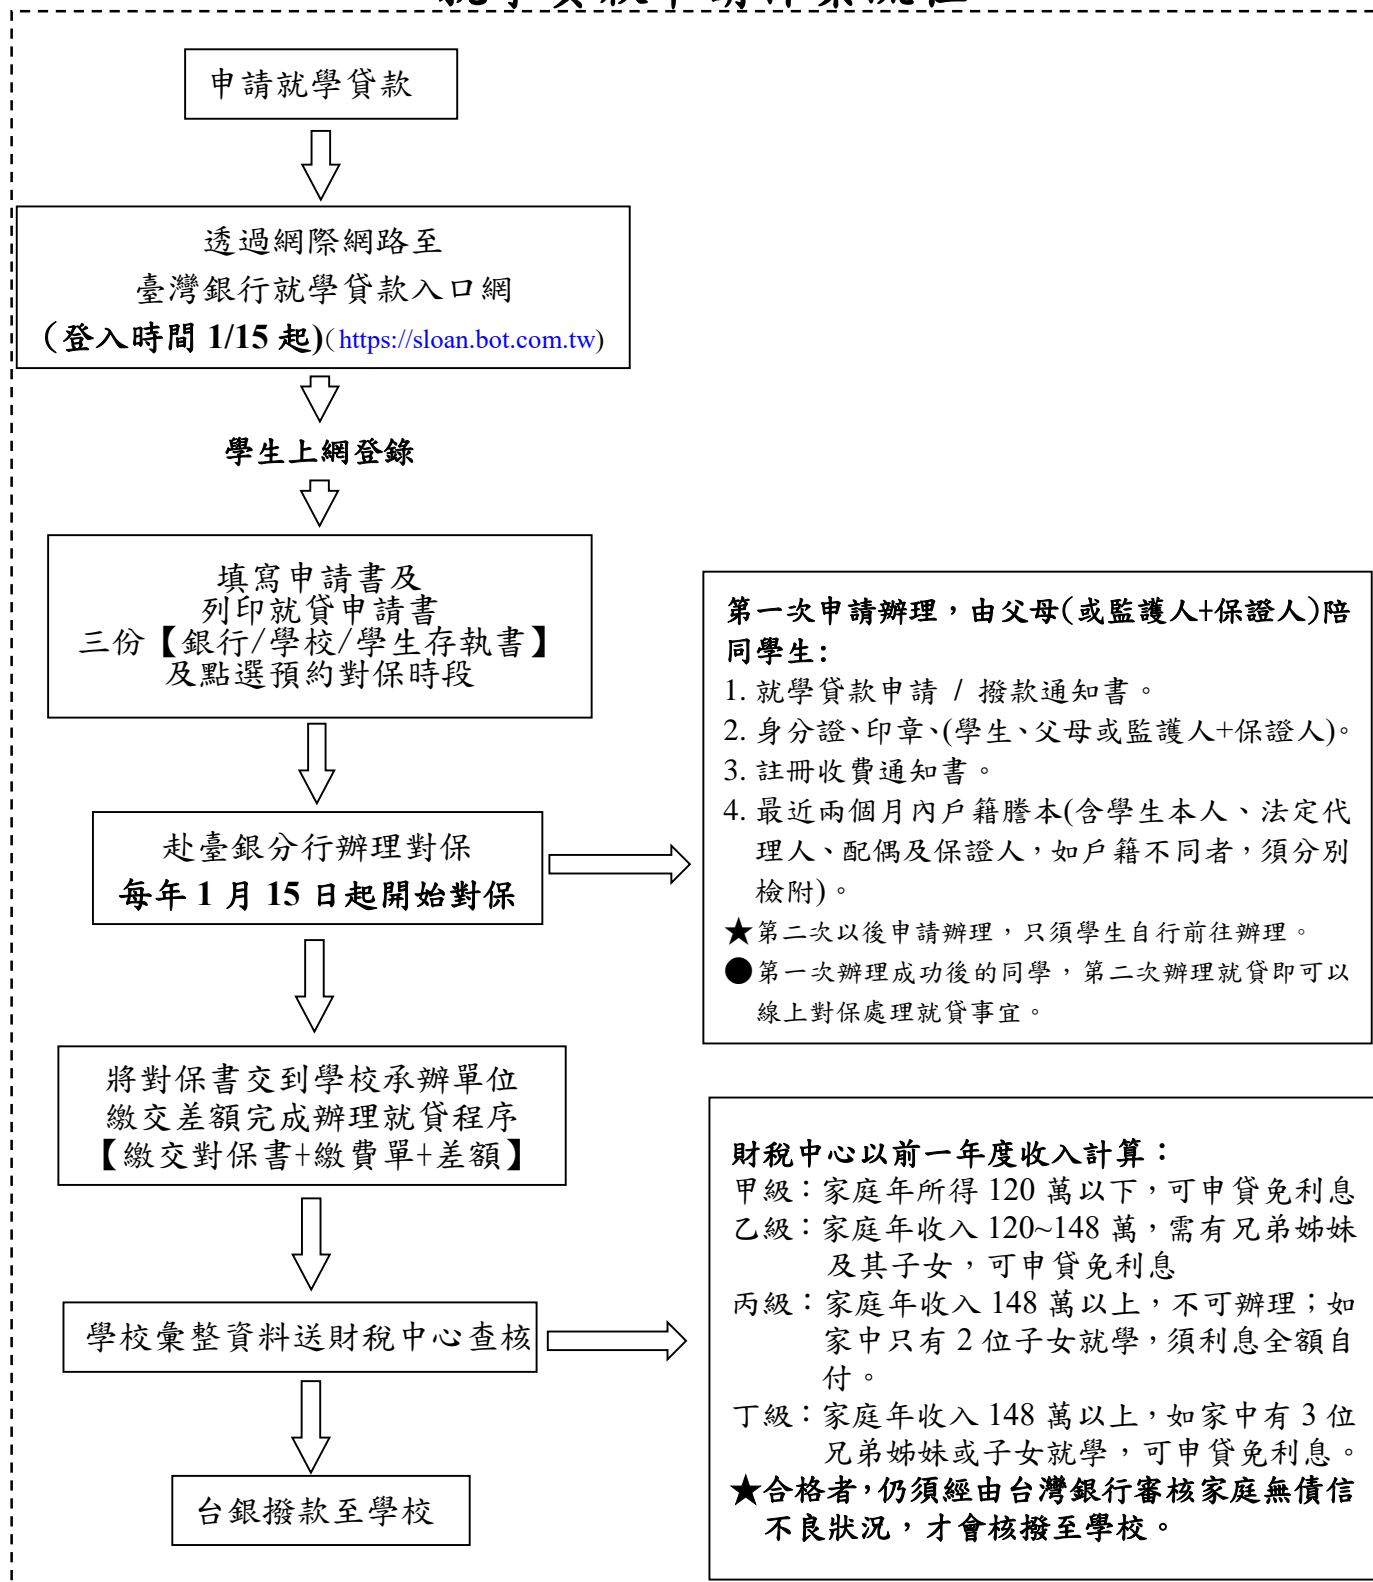 申請就學貸款
透過網際網路至
臺灣銀行就學貸款入口網
(登入時間 1/15 起)(https://sloan.bot.com.tw)
學生上網登錄
填寫申請書及
列印就貸申請書
三份【銀行/學校/學生存執書】
及點選預約對保時段
赴臺銀分行辦理對保
每年 1 月 15 日起開始對保
第一次申請辦理，由父母(或監護人+保證人)陪
同學生:
1. 就學貸款申請 / 撥款通知書。
2. 身分證、印章、(學生、父母或監護人+保證人)。
3. 註冊收費通知書。
4. 最近兩個月內戶籍謄本(含學生本人、法定代
理人、配偶及保證人，如戶籍不同者，須分別
檢附)。
★第二次以後申請辦理，只須學生自行前往辦理。
●第一次辦理成功後的同學，第二次辦理就貸即可以
線上對保處理就貸事宜。
將對保書交到學校承辦單位
繳交差額完成辦理就貸程序
【繳交對保書+繳費單+差額】
學校彙整資料送財稅中心查核
財稅中心以前一年度收入計算：
甲級：家庭年所得 120 萬以下，可申貸免利息
乙級：家庭年收入 120~148 萬，需有兄弟姊妹
及其子女，可申貸免利息
丙級：家庭年收入 148 萬以上，不可辦理；如
家中只有 2 位子女就學，須利息全額自
付。
丁級：家庭年收入 148 萬以上，如家中有 3 位
兄弟姊妹或子女就學，可申貸免利息。
★合格者，仍須經由台灣銀行審核家庭無債信
不良狀況，才會核撥至學校。
台銀撥款至學校